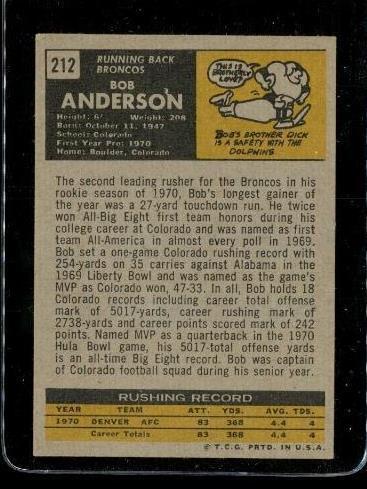 212
RUNNING BACK
BRONCOS
BOB
ANDERSON
Height: 6' Weight: 208
Born: October 11, 1947
School: Colorado
First Year Pro: 1970
Home: Boulder, Colorado
THIS IS
BROTHERLY
LOVE?
BOB'S BROTHER DICK
IS A SAFETY WITH THE
DOLPHINS
The second leading rusher for the Broncos in his
rookie season of 1970, Bob's longest gainer of
the year was a 27-yard touchdown run. He twice
won All-Big Eight first team honors during his
college career at Colorado and was named as first
team All-America in almost every poll in 1969.
Bob set a one-game Colorado rushing record with
254-yards on 35 carries against Alabama in the
1969 Liberty Bowl and was named as the game's
MVP as Colorado won, 47-33. In all, Bob holds 18
Colorado records including career total offense
mark of 5017-yards, career rushing mark of
2738-yards and career points scored mark of 242
points. Named MVP as a quarterback in the 1970
Hula Bowl game, his 5017-total offense yards
is an all-time Big Eight record. Bob was captain
of Colorado football squad during his senior year.
RUSHING RECORD
YEAR TEAM ATT. YDS. AVG. TDS.
1970 DENVER AFC 83 368 4.4 4
Career Totals 83 368 4.4 4
© T.C.G. PRTD. IN U.S.A.